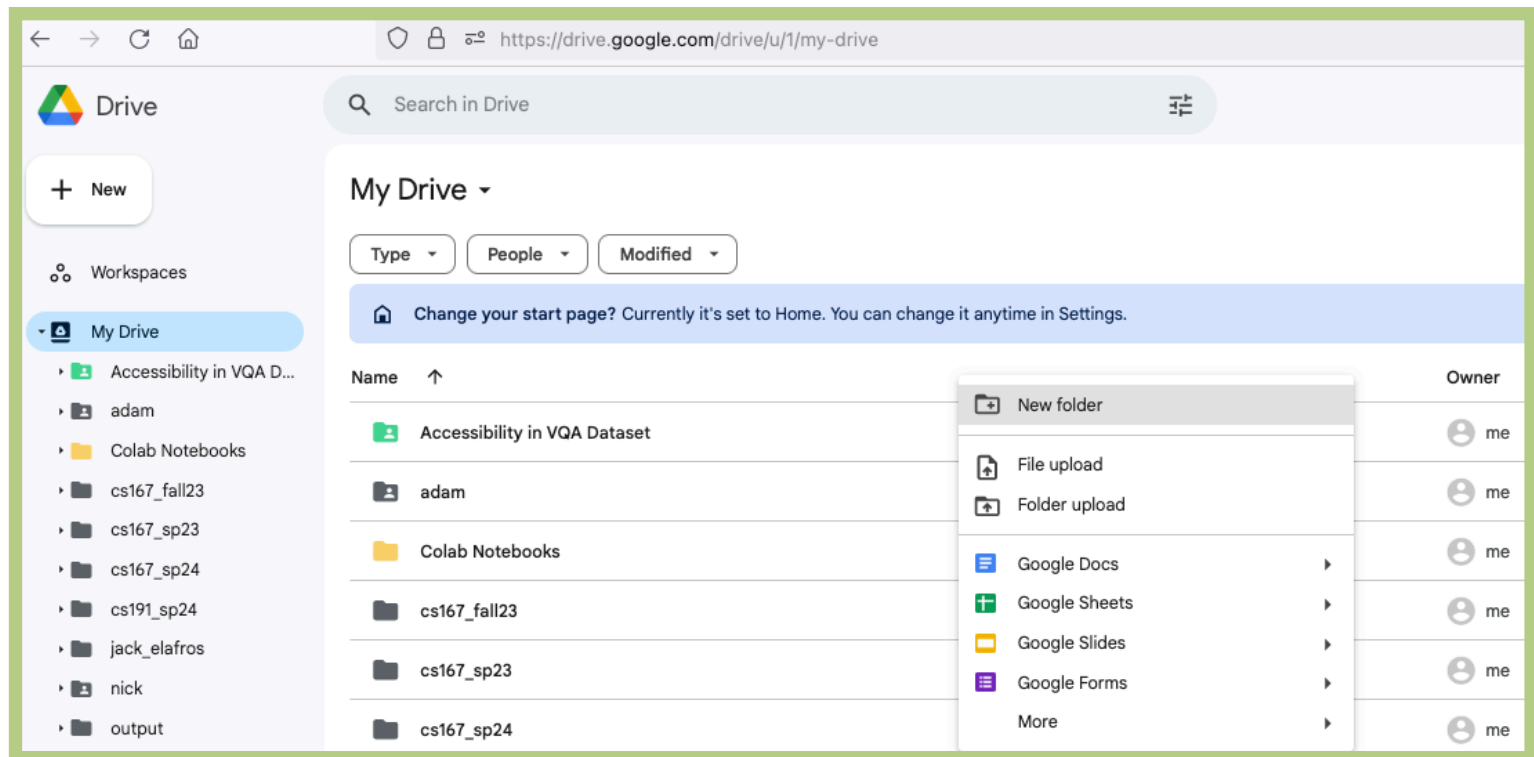 https://drive.google.com/drive/u/1/my-drive
Drive
Search in Drive
New
My Drive
Type
People
Modified
Workspaces
Change your start page? Currently it's set to Home. You can change it anytime in Settings.
My Drive
Accessibility in VQA D...
adam
Colab Notebooks
cs167_fall23
cs167_sp23
cs167_sp24
cs191_sp24
jack_elafros
nick
output
Name
Owner
Accessibility in VQA Dataset
me
adam
me
Colab Notebooks
me
cs167_fall23
me
cs167_sp23
me
cs167_sp24
me
New folder
File upload
Folder upload
Google Docs
Google Sheets
Google Slides
Google Forms
More